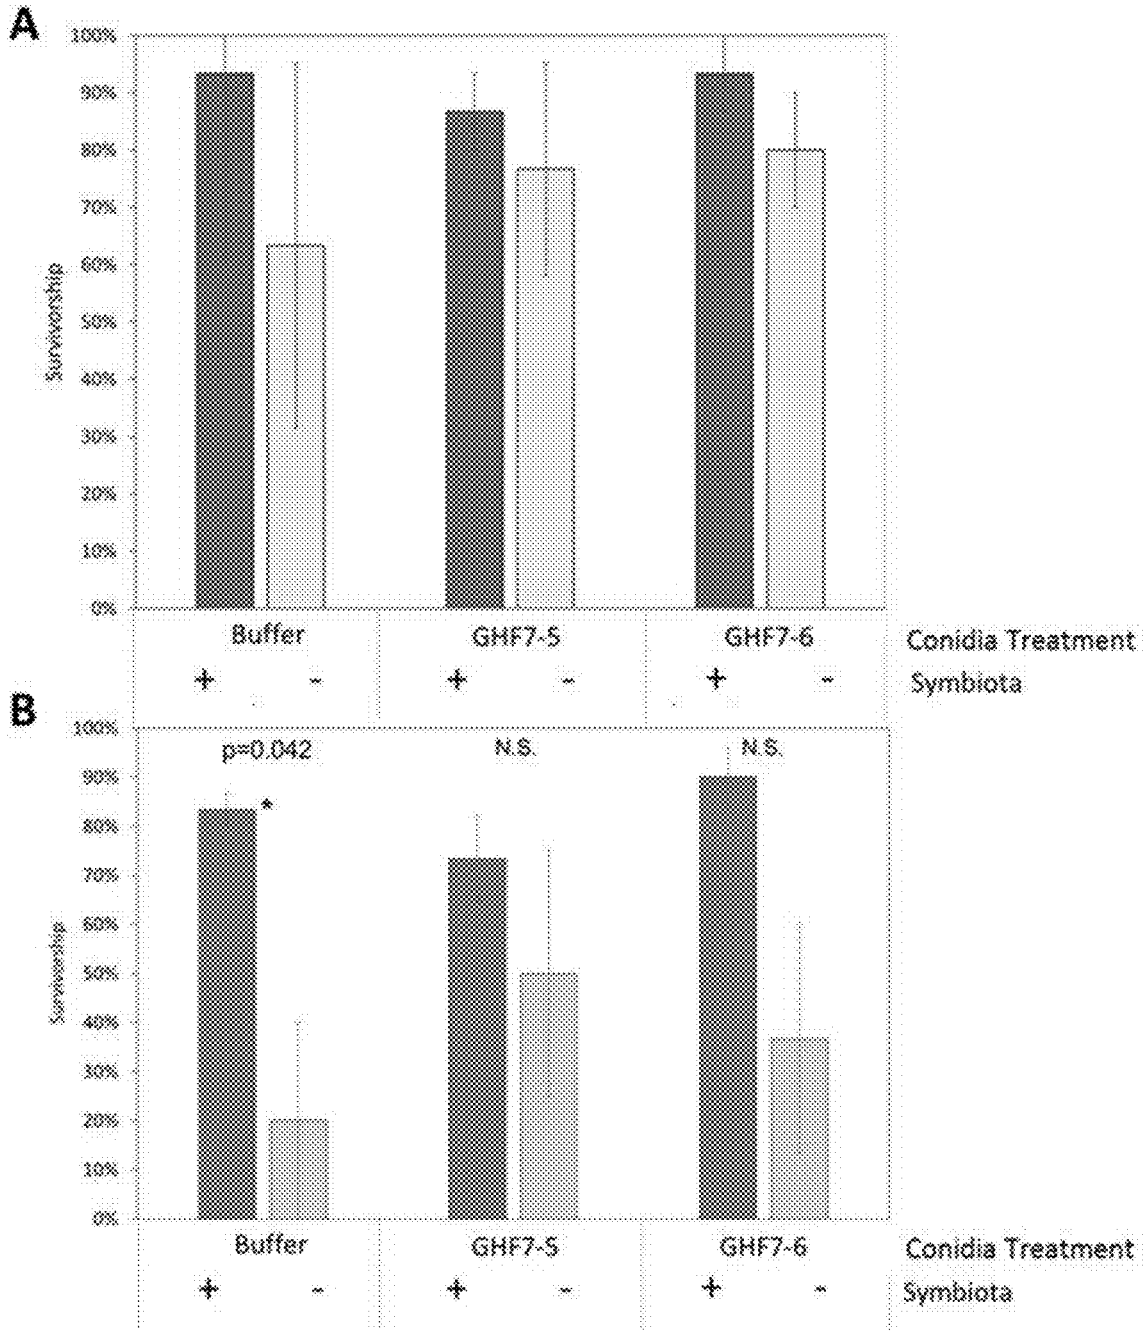 A
100%
90%
80%
70%
60%
50%
40%
30%
20%
10%
0%
Survivorship
Buffer GHF7-5 GHF7-6 Conidia Treatment
+ - + - + - Symbiota
B
100%
90%
80%
70%
60%
50%
40%
30%
20%
10%
0%
Survivorship
p=0.042 N.S. N.S.
*
Buffer GHF7-5 GHF7-6 Conidia Treatment
+ - + - + - Symbiota